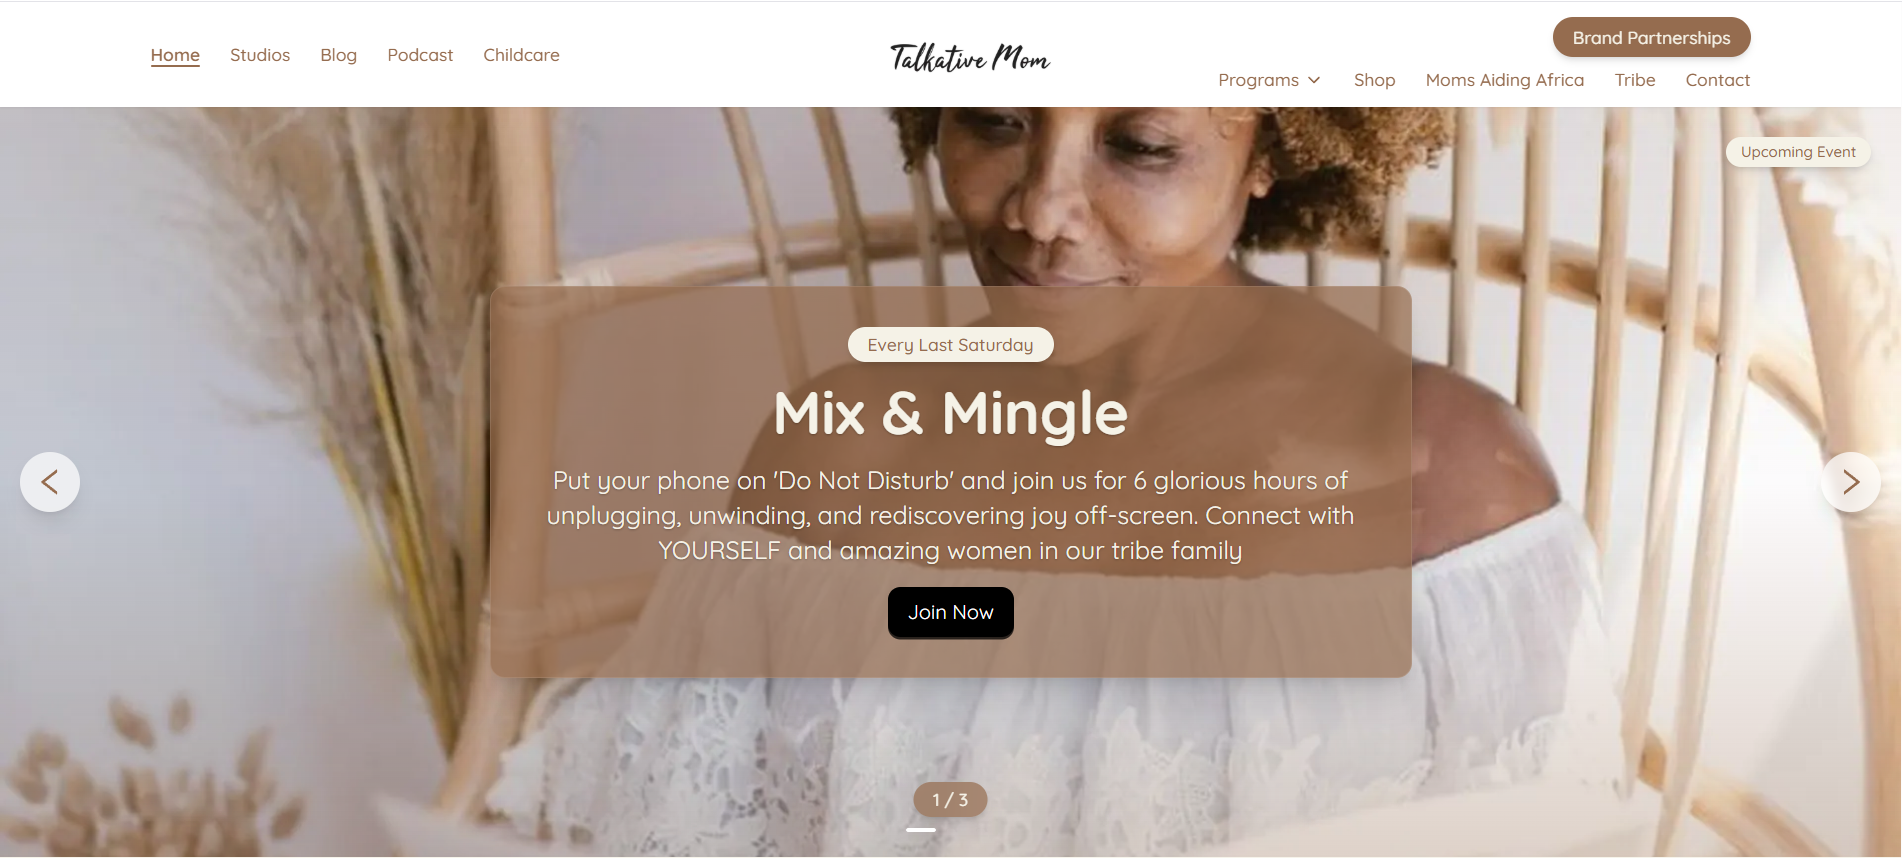 Home Studios Blog Podcast Childcare
Talkative Mom
Brand Partnerships
Programs Shop Moms Aiding Africa Tribe Contact
Upcoming Event
Every Last Saturday
Mix & Mingle
Put your phone on 'Do Not Disturb' and join us for 6 glorious hours of
unplugging, unwinding, and rediscovering joy off-screen. Connect with
YOURSELF and amazing women in our tribe family
Join Now
1 / 3